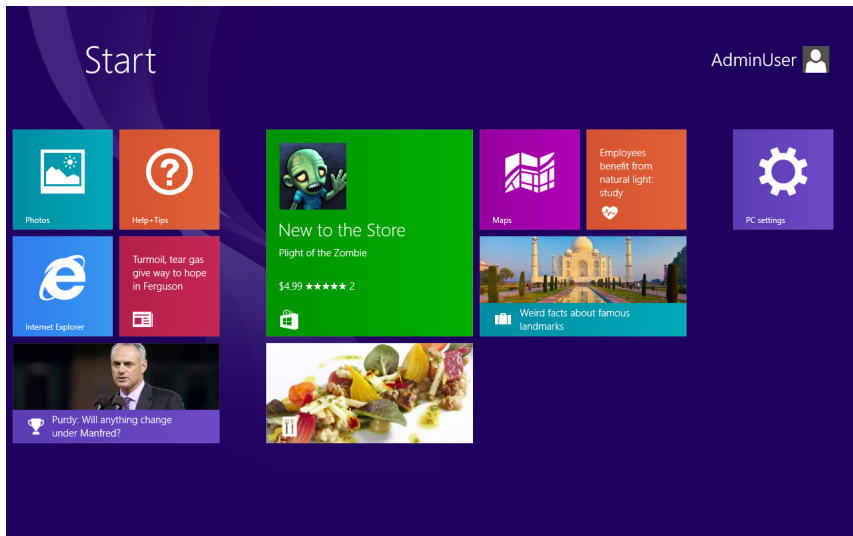 Start
AdminUser
Photos
Help+Tips
New to the Store
Plight of the Zombie
$4.99 ★★★★★ 2
Maps
Employees
benefit from
natural light:
study
PC settings
Internet Explorer
Turmoil, tear gas
give way to hope
in Ferguson
Weird facts about famous
landmarks
Purdy: Will anything change
under Manfred?